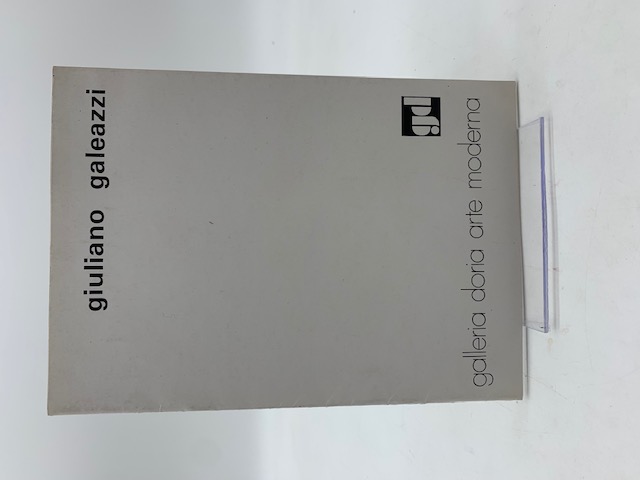 giuliano galeazzi
galleria doria arte moderna